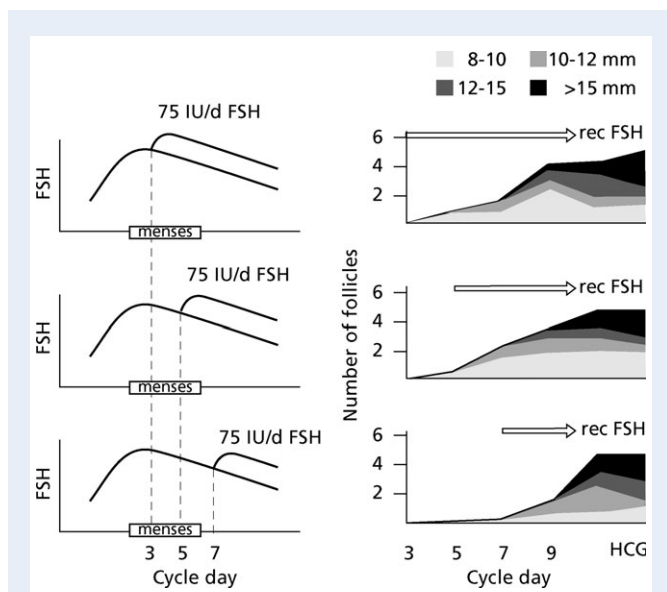 8-10 10-12 mm
12-15 >15 mm
75 IU/d FSH
FSH
menses
75 IU/d FSH
FSH
menses
75 IU/d FSH
FSH
menses
3 5 7
Cycle day
Number of follicles
6 rec FSH
4
2
6 rec FSH
4
2
6 rec FSH
4
2
3 5 7 9 HCG
Cycle day